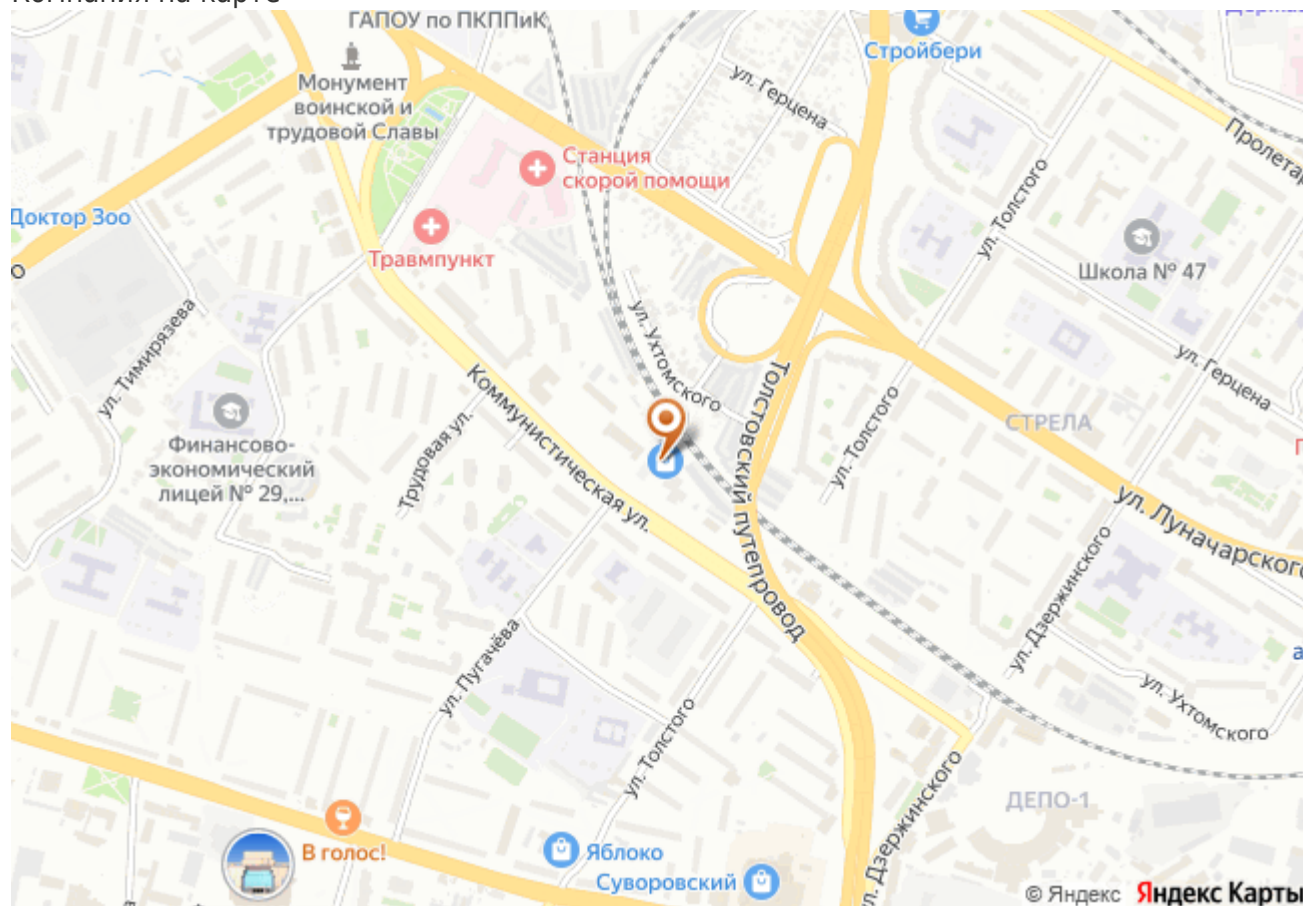 Компания на карте
ГАПОУ по ПКППиК
Стройбери
Монумент
воинской и
трудовой Славы
ул. Герцена
Станция
скорой помощи
Доктор Зоо
Травмпункт
ул. Толстого
Школа № 47
ул. Тимирязева
ул. Ухтомского
ул. Герцена
Коммунистическая ул.
Толстовский путепровод
ул. Толстого
СТРЕЛА
Финансово-
экономический
лицей № 29,...
Трудовая ул.
ул. Луначарского
ул. Дзержинского
ул. Пугачёва
ул. Толстого
ул. Ухтомского
ул. Дзержинского
ДЕПО-1
В голос!
Яблоко
Суворовский
© Яндекс Яндекс Карты